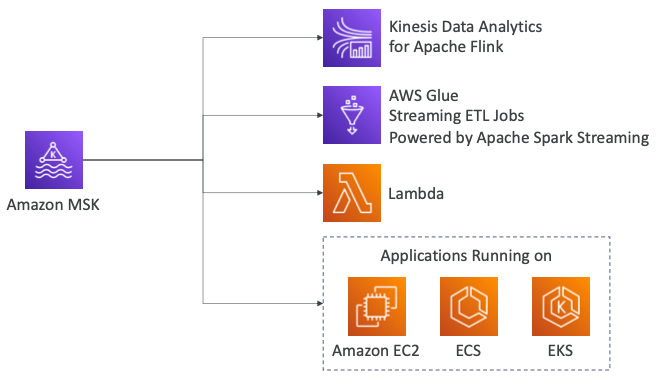 Kinesis Data Analytics
for Apache Flink
AWS Glue
Streaming ETL Jobs
Powered by Apache Spark Streaming
K
Amazon MSK
Lambda
Applications Running on
K
Amazon EC2
ECS
EKS